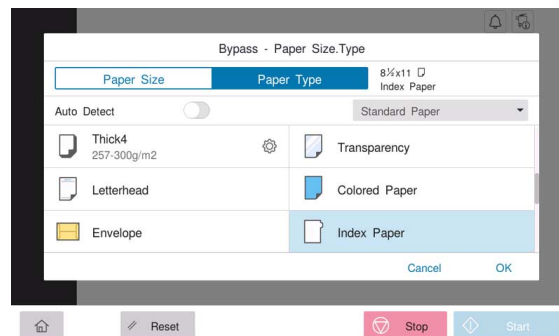 Bypass - Paper Size.Type
Paper Size
Paper Type
8½x11
Index Paper
Auto Detect
Standard Paper
Thick4
257-300g/m2
Transparency
Letterhead
Colored Paper
Envelope
Index Paper
Cancel
OK
Reset
Stop
Start